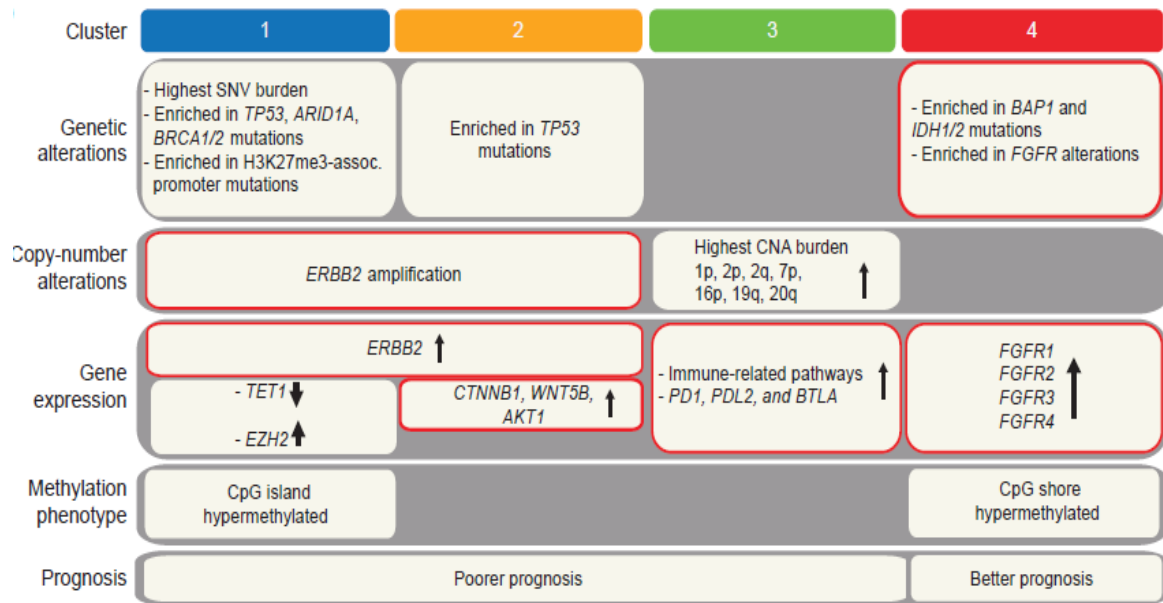 Cluster 1 2 3 4
Genetic
alterations
- Highest SNV burden
- Enriched in TP53, ARID1A,
BRCA1/2 mutations
- Enriched in H3K27me3-assoc.
promoter mutations
Enriched in TP53
mutations
- Enriched in BAP1 and
IDH1/2 mutations
- Enriched in FGFR alterations
Copy-number
alterations
ERBB2 amplification
Highest CNA burden
1p, 2p, 2q, 7p,
16p, 19q, 20q
Gene
expression
ERBB2
- TET1
- EZH2
CTNNB1, WNT5B,
AKT1
- Immune-related pathways
- PD1, PDL2, and BTLA
FGFR1
FGFR2
FGFR3
FGFR4
Methylation
phenotype
CpG island
hypermethylated
CpG shore
hypermethylated
Prognosis
Poorer prognosis
Better prognosis